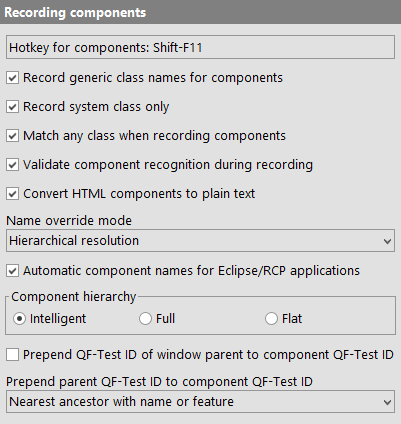 Recording components
Hotkey for components: Shift-F11
Record generic class names for components
Record system class only
Match any class when recording components
Validate component recognition during recording
Convert HTML components to plain text
Name override mode
Hierarchical resolution
Automatic component names for Eclipse/RCP applications
Component hierarchy
Intelligent Full Flat
Prepend QF-Test ID of window parent to component QF-Test ID
Prepend parent QF-Test ID to component QF-Test ID
Nearest ancestor with name or feature